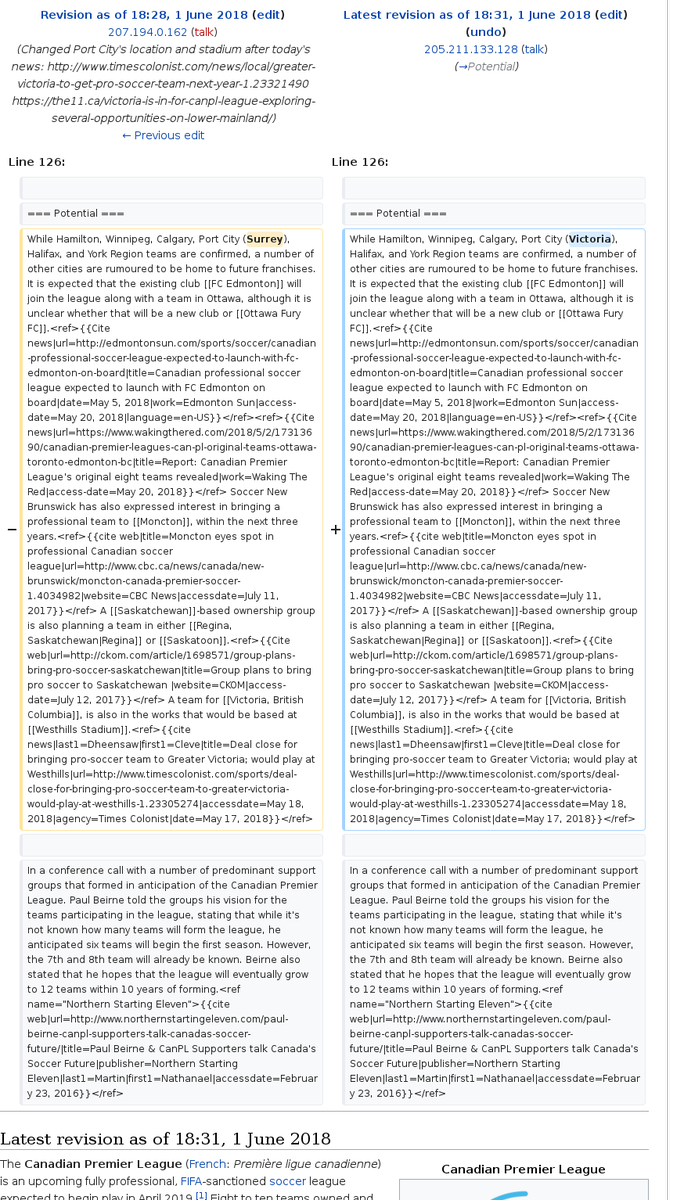 Revision as of 18:28, 1 June 2018 (edit)
207.194.0.162 (talk)
(Changed Port City's location and stadium after today's
news: http://www.timescolonist.com/news/local/greater-
victoria-to-get-pro-soccer-team-next-year-1.23321490
https://the11.ca/victoria-is-in-for-canpl-league-exploring-
several-opportunities-on-lower-mainland/)
← Previous edit
Latest revision as of 18:31, 1 June 2018 (edit)
(undo)
205.211.133.128 (talk)
(→Potential)
Line 126:
Line 126:
=== Potential ===
=== Potential ===
−
While Hamilton, Winnipeg, Calgary, Port City (Surrey),
Halifax, and York Region teams are confirmed, a number of
other cities are rumoured to be home to future franchises.
It is expected that the existing club [[FC Edmonton]] will
join the league along with a team in Ottawa, although it is
unclear whether that will be a new club or [[Ottawa Fury
FC]].<ref>{{Cite
news|url=http://edmontonsun.com/sports/soccer/canadian
-professional-soccer-league-expected-to-launch-with-fc-
edmonton-on-board|title=Canadian professional soccer
league expected to launch with FC Edmonton on
board|date=May 5, 2018|work=Edmonton Sun|access-
date=May 20, 2018|language=en-US}}</ref><ref>{{Cite
news|url=https://www.wakingthered.com/2018/5/2/173136
90/canadian-premier-leagues-can-pl-original-teams-ottawa-
toronto-edmonton-bc|title=Report: Canadian Premier
League's original eight teams revealed|work=Waking The
Red|access-date=May 20, 2018}}</ref> Soccer New
Brunswick has also expressed interest in bringing a
professional team to [[Moncton]], within the next three
years.<ref>{{cite web|title=Moncton eyes spot in
professional Canadian soccer
league|url=http://www.cbc.ca/news/canada/new-
brunswick/moncton-canada-premier-soccer-
1.4034982|website=CBC News|accessdate=July 11,
2017}}</ref> A [[Saskatchewan]]-based ownership group
is also planning a team in either [[Regina,
Saskatchewan|Regina]] or [[Saskatoon]].<ref>{{Cite
web|url=http://ckom.com/article/1698571/group-plans-
bring-pro-soccer-saskatchewan|title=Group plans to bring
pro soccer to Saskatchewan |website=CKOM|access-
date=July 12, 2017}}</ref> A team for [[Victoria, British
Columbia]], is also in the works that would be based at
[[Westhills Stadium]].<ref>{{cite
news|last1=Dheensaw|first1=Cleve|title=Deal close for
bringing pro-soccer team to Greater Victoria; would play at
Westhills|url=http://www.timescolonist.com/sports/deal-
close-for-bringing-pro-soccer-team-to-greater-victoria-
would-play-at-westhills-1.23305274|accessdate=May 18,
2018|agency=Times Colonist|date=May 17, 2018}}</ref>
+
While Hamilton, Winnipeg, Calgary, Port City (Victoria),
Halifax, and York Region teams are confirmed, a number of
other cities are rumoured to be home to future franchises.
It is expected that the existing club [[FC Edmonton]] will
join the league along with a team in Ottawa, although it is
unclear whether that will be a new club or [[Ottawa Fury
FC]].<ref>{{Cite
news|url=http://edmontonsun.com/sports/soccer/canadian
-professional-soccer-league-expected-to-launch-with-fc-
edmonton-on-board|title=Canadian professional soccer
league expected to launch with FC Edmonton on
board|date=May 5, 2018|work=Edmonton Sun|access-
date=May 20, 2018|language=en-US}}</ref><ref>{{Cite
news|url=https://www.wakingthered.com/2018/5/2/173136
90/canadian-premier-leagues-can-pl-original-teams-ottawa-
toronto-edmonton-bc|title=Report: Canadian Premier
League's original eight teams revealed|work=Waking The
Red|access-date=May 20, 2018}}</ref> Soccer New
Brunswick has also expressed interest in bringing a
professional team to [[Moncton]], within the next three
years.<ref>{{cite web|title=Moncton eyes spot in
professional Canadian soccer
league|url=http://www.cbc.ca/news/canada/new-
brunswick/moncton-canada-premier-soccer-
1.4034982|website=CBC News|accessdate=July 11,
2017}}</ref> A [[Saskatchewan]]-based ownership group
is also planning a team in either [[Regina,
Saskatchewan|Regina]] or [[Saskatoon]].<ref>{{Cite
web|url=http://ckom.com/article/1698571/group-plans-
bring-pro-soccer-saskatchewan|title=Group plans to bring
pro soccer to Saskatchewan |website=CKOM|access-
date=July 12, 2017}}</ref> A team for [[Victoria, British
Columbia]], is also in the works that would be based at
[[Westhills Stadium]].<ref>{{cite
news|last1=Dheensaw|first1=Cleve|title=Deal close for
bringing pro-soccer team to Greater Victoria; would play at
Westhills|url=http://www.timescolonist.com/sports/deal-
close-for-bringing-pro-soccer-team-to-greater-victoria-
would-play-at-westhills-1.23305274|accessdate=May 18,
2018|agency=Times Colonist|date=May 17, 2018}}</ref>
In a conference call with a number of predominant support
groups that formed in anticipation of the Canadian Premier
League. Paul Beirne told the groups his vision for the
teams participating in the league, stating that while it's
not known how many teams will form the league, he
anticipated six teams will begin the first season. However,
the 7th and 8th team will already be known. Beirne also
stated that he hopes that the league will eventually grow
to 12 teams within 10 years of forming.<ref
name="Northern Starting Eleven">{{cite
web|url=http://www.northernstartingeleven.com/paul-
beirne-canpl-supporters-talk-canadas-soccer-
future/|title=Paul Beirne & CanPL Supporters talk Canada's
Soccer Future|publisher=Northern Starting
Eleven|last1=Martin|first1=Nathanael|accessdate=Februar
y 23, 2016}}</ref>
In a conference call with a number of predominant support
groups that formed in anticipation of the Canadian Premier
League. Paul Beirne told the groups his vision for the
teams participating in the league, stating that while it's
not known how many teams will form the league, he
anticipated six teams will begin the first season. However,
the 7th and 8th team will already be known. Beirne also
stated that he hopes that the league will eventually grow
to 12 teams within 10 years of forming.<ref
name="Northern Starting Eleven">{{cite
web|url=http://www.northernstartingeleven.com/paul-
beirne-canpl-supporters-talk-canadas-soccer-
future/|title=Paul Beirne & CanPL Supporters talk Canada's
Soccer Future|publisher=Northern Starting
Eleven|last1=Martin|first1=Nathanael|accessdate=Februar
y 23, 2016}}</ref>
Latest revision as of 18:31, 1 June 2018
The Canadian Premier League (French: Première ligue canadienne)
is an upcoming fully professional, FIFA-sanctioned soccer league
expected to begin play in April 2019.[1] Eight to ten teams owned and
Canadian Premier League